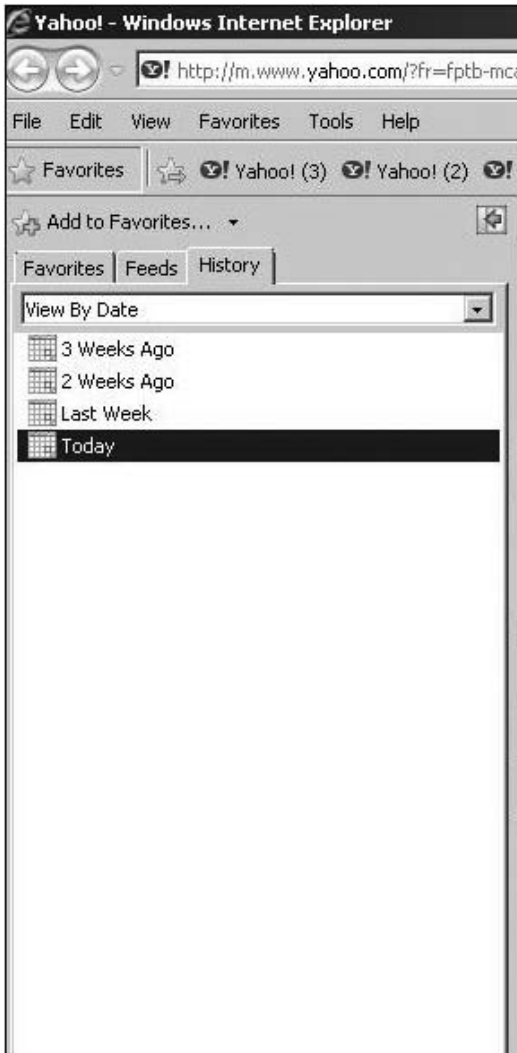 Yahoo! - Windows Internet Explorer
Y! http://m.www.yahoo.com/?fr=fptb-mca
File Edit View Favorites Tools Help
Favorites Y! Yahoo! (3) Y! Yahoo! (2) Y!
Add to Favorites...
Favorites Feeds History
View By Date
3 Weeks Ago
2 Weeks Ago
Last Week
Today